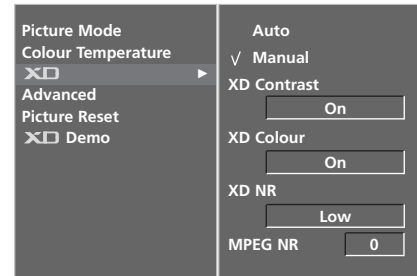 Picture Mode
Colour Temperature
XD
Advanced
Picture Reset
XD Demo
Auto
√ Manual
XD Contrast
On
XD Colour
On
XD NR
Low
MPEG NR 0